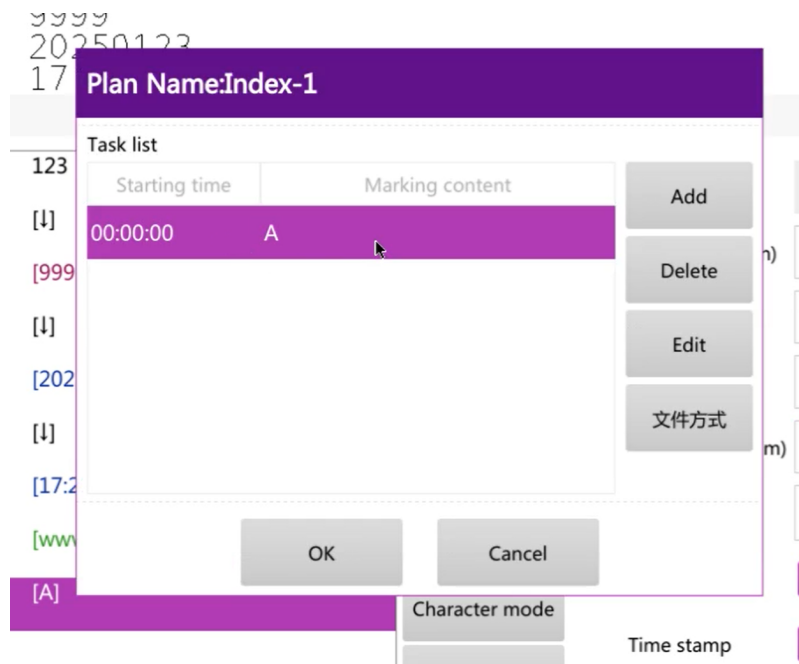 9999
20250123
17
Plan Name:Index-1
Task list
Starting time Marking content
00:00:00 A
Add
Delete
Edit
文件方式
OK Cancel
123
[↓]
[999
[↓]
[202
[↓]
[17:2
[ww
[A]
m)
Character mode
Time stamp